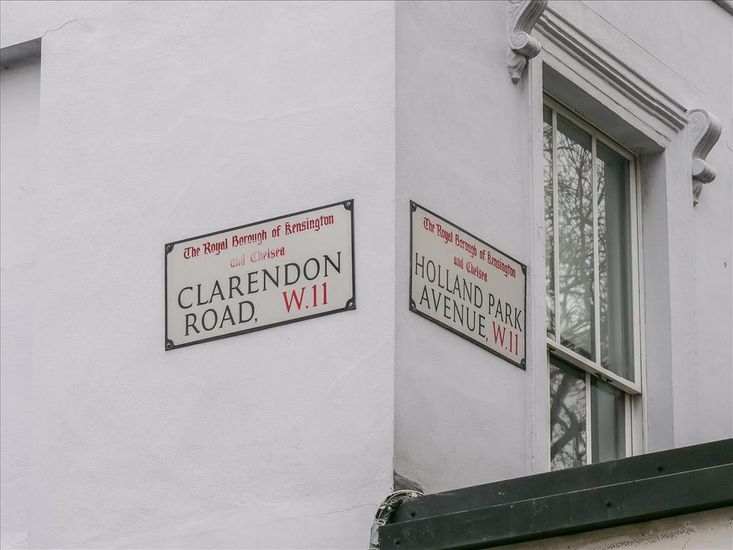 The Royal Borough of Kensington
and Chelsea
CLARENDON
ROAD, W.11
The Royal Borough of Kensington
and Chelsea
HOLLAND PARK
AVENUE, W.11